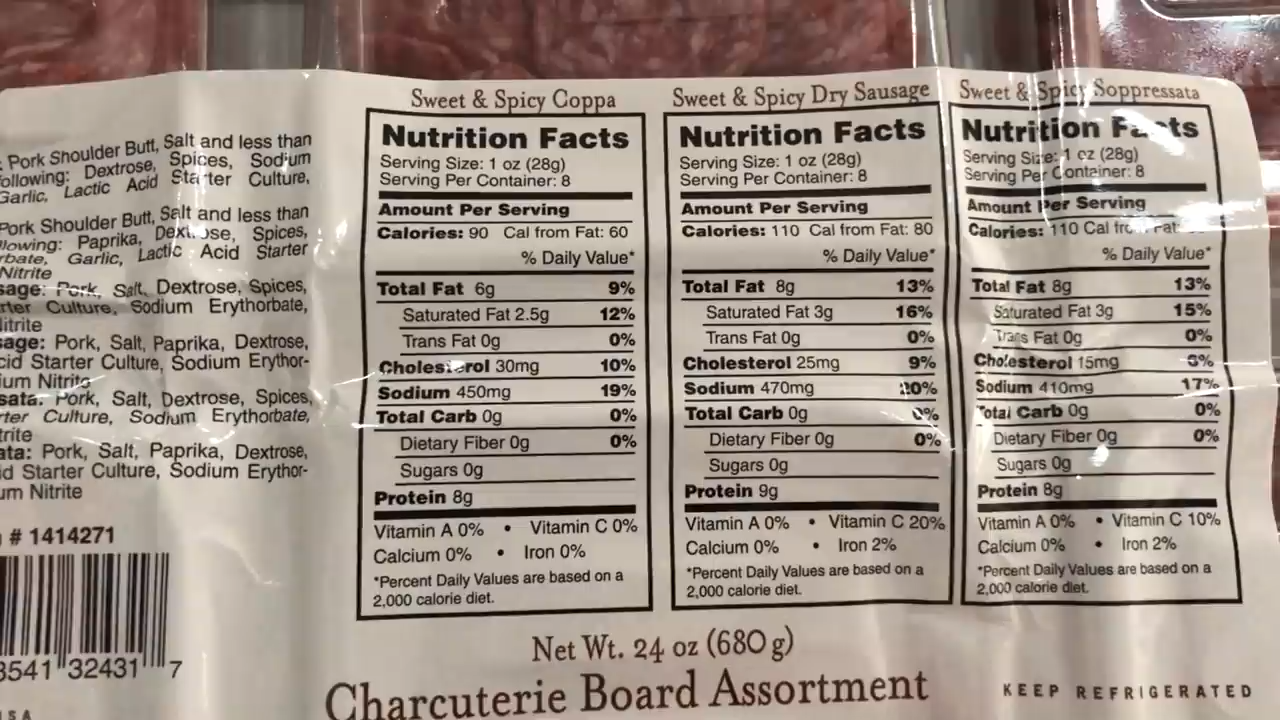 Pork Shoulder Butt, Salt and less than
ollowing: Dextrose, Spices, Sodium
Garlic, Lactic Acid Starter Culture,
Pork Shoulder Butt, Salt and less than
lowing: Paprika, Dextrose, Spices,
rbate, Garlic, Lactic Acid Starter
Nitrite
sage: Pork, Salt, Dextrose, Spices,
rter Culture, Sodium Erythorbate,
itrite
sage: Pork, Salt, Paprika, Dextrose,
cid Starter Culture, Sodium Erythor-
ium Nitrite
sata: Pork, Salt, Dextrose, Spices,
rter Culture, Sodium Erythorbate,
trite
ata: Pork, Salt, Paprika, Dextrose,
id Starter Culture, Sodium Erythor-
um Nitrite
# 1414271
3541 32431 7
USA
Sweet & Spicy Coppa
Nutrition Facts
Serving Size: 1 oz (28g)
Serving Per Container: 8
Amount Per Serving
Calories: 90 Cal from Fat: 60
% Daily Value*
Total Fat 6g 9%
Saturated Fat 2.5g 12%
Trans Fat 0g 0%
Cholesterol 30mg 10%
Sodium 450mg 19%
Total Carb 0g 0%
Dietary Fiber 0g 0%
Sugars 0g
Protein 8g
Vitamin A 0% • Vitamin C 0%
Calcium 0% • Iron 0%
*Percent Daily Values are based on a
2,000 calorie diet.
Sweet & Spicy Dry Sausage
Nutrition Facts
Serving Size: 1 oz (28g)
Serving Per Container: 8
Amount Per Serving
Calories: 110 Cal from Fat: 80
% Daily Value*
Total Fat 8g 13%
Saturated Fat 3g 16%
Trans Fat 0g 0%
Cholesterol 25mg 9%
Sodium 470mg 20%
Total Carb 0g 0%
Dietary Fiber 0g 0%
Sugars 0g
Protein 9g
Vitamin A 0% • Vitamin C 20%
Calcium 0% • Iron 2%
*Percent Daily Values are based on a
2,000 calorie diet.
Sweet & Spicy Soppressata
Nutrition Facts
Serving Size: 1 oz (28g)
Serving Per Container: 8
Amount Per Serving
Calories: 110 Cal from Fat:
% Daily Value*
Total Fat 8g 13%
Saturated Fat 3g 15%
Trans Fat 0g 0%
Cholesterol 15mg
Sodium 410mg 17%
Total Carb 0g 0%
Dietary Fiber 0g 0%
Sugars 0g
Protein 8g
Vitamin A 0% • Vitamin C 10%
Calcium 0% • Iron 2%
*Percent Daily Values are based on a
2,000 calorie diet.
Net Wt. 24 oz (680 g)
Charcuterie Board Assortment
KEEP REFRIGERATED